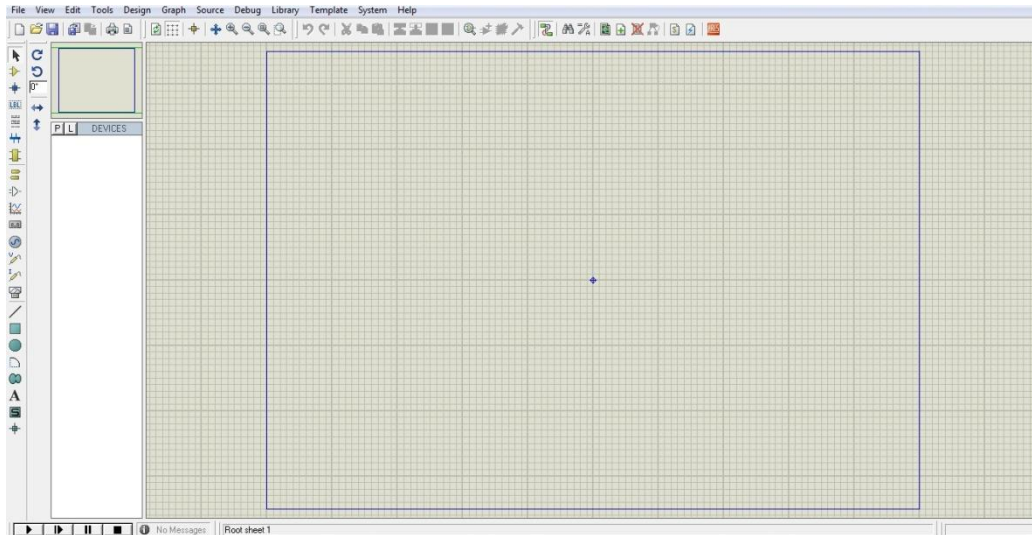 File View Edit Tools Design Graph Source Debug Library Template System Help
0°
LBL
P L DEVICES
A
S
No Messages Root sheet 1